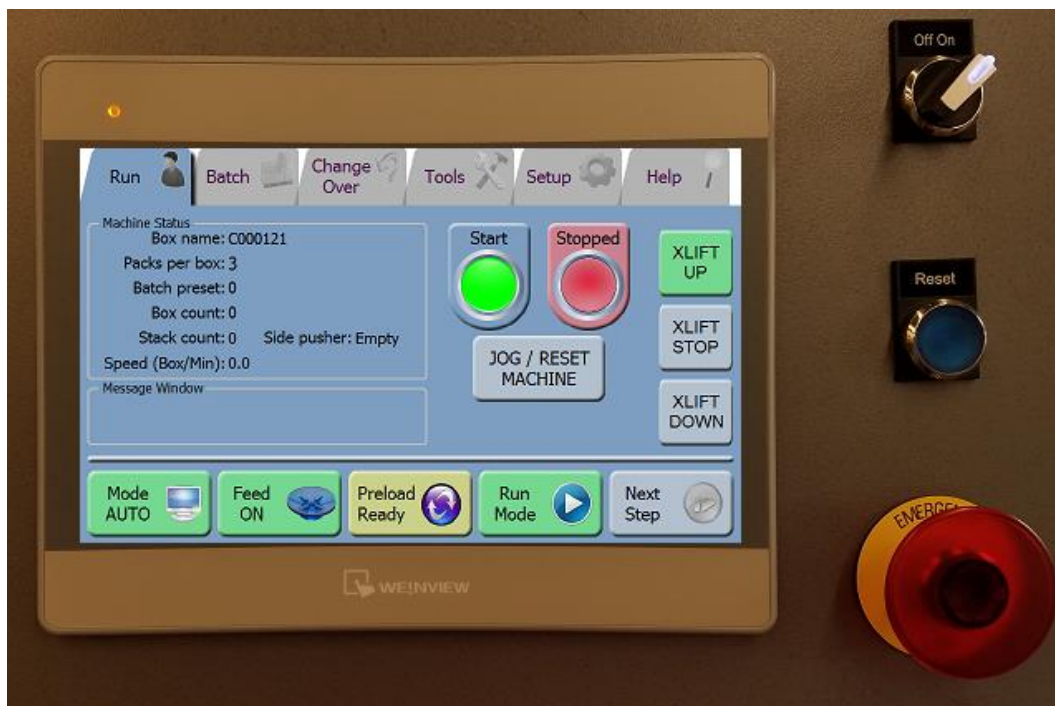 Off On
Run
Batch
Change
Over
Tools
Setup
Help
Machine Status
Box name: C000121
Packs per box: 3
Batch preset: 0
Box count: 0
Stack count: 0 Side pusher: Empty
Speed (Box/Min): 0.0
Message Window
Start
Stopped
JOG / RESET
MACHINE
XLIFT
UP
XLIFT
STOP
XLIFT
DOWN
Reset
Mode
AUTO
Feed
ON
Preload
Ready
Run
Mode
Next
Step
WEINVIEW